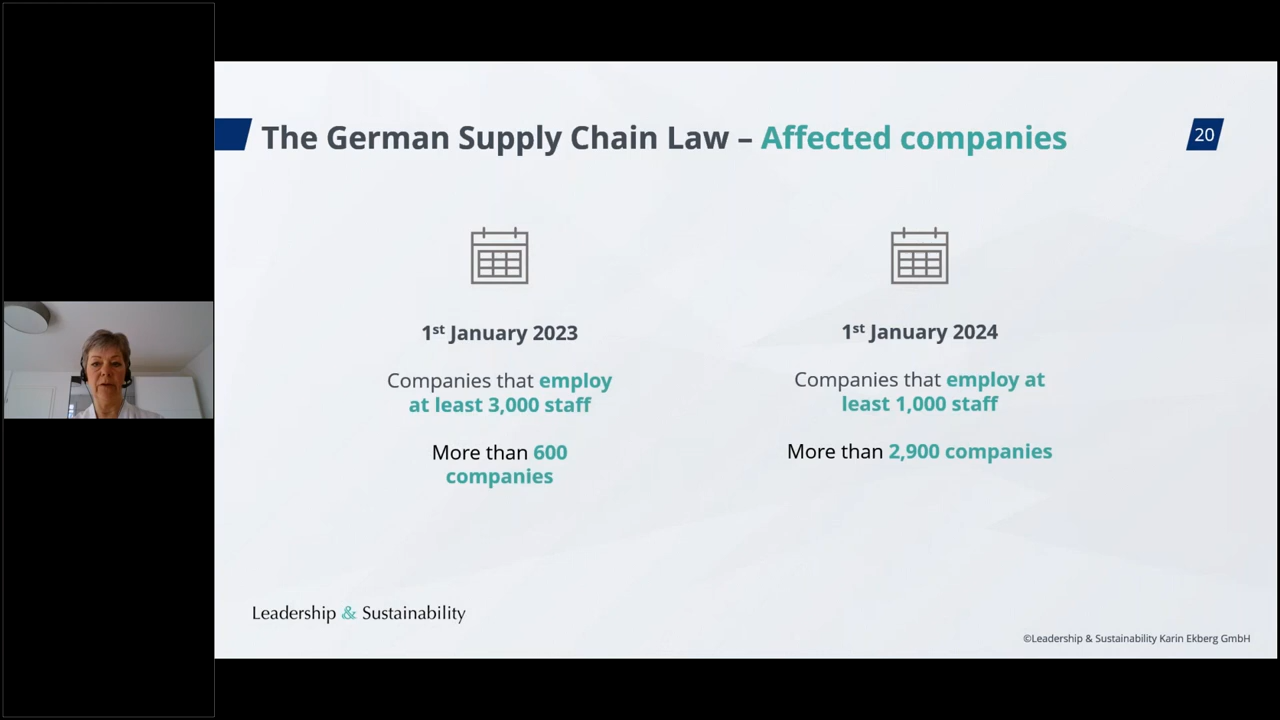 The German Supply Chain Law – Affected companies
20
1st January 2023
Companies that employ
at least 3,000 staff
More than 600
companies
1st January 2024
Companies that employ at
least 1,000 staff
More than 2,900 companies
Leadership & Sustainability
©Leadership & Sustainability Karin Ekberg GmbH